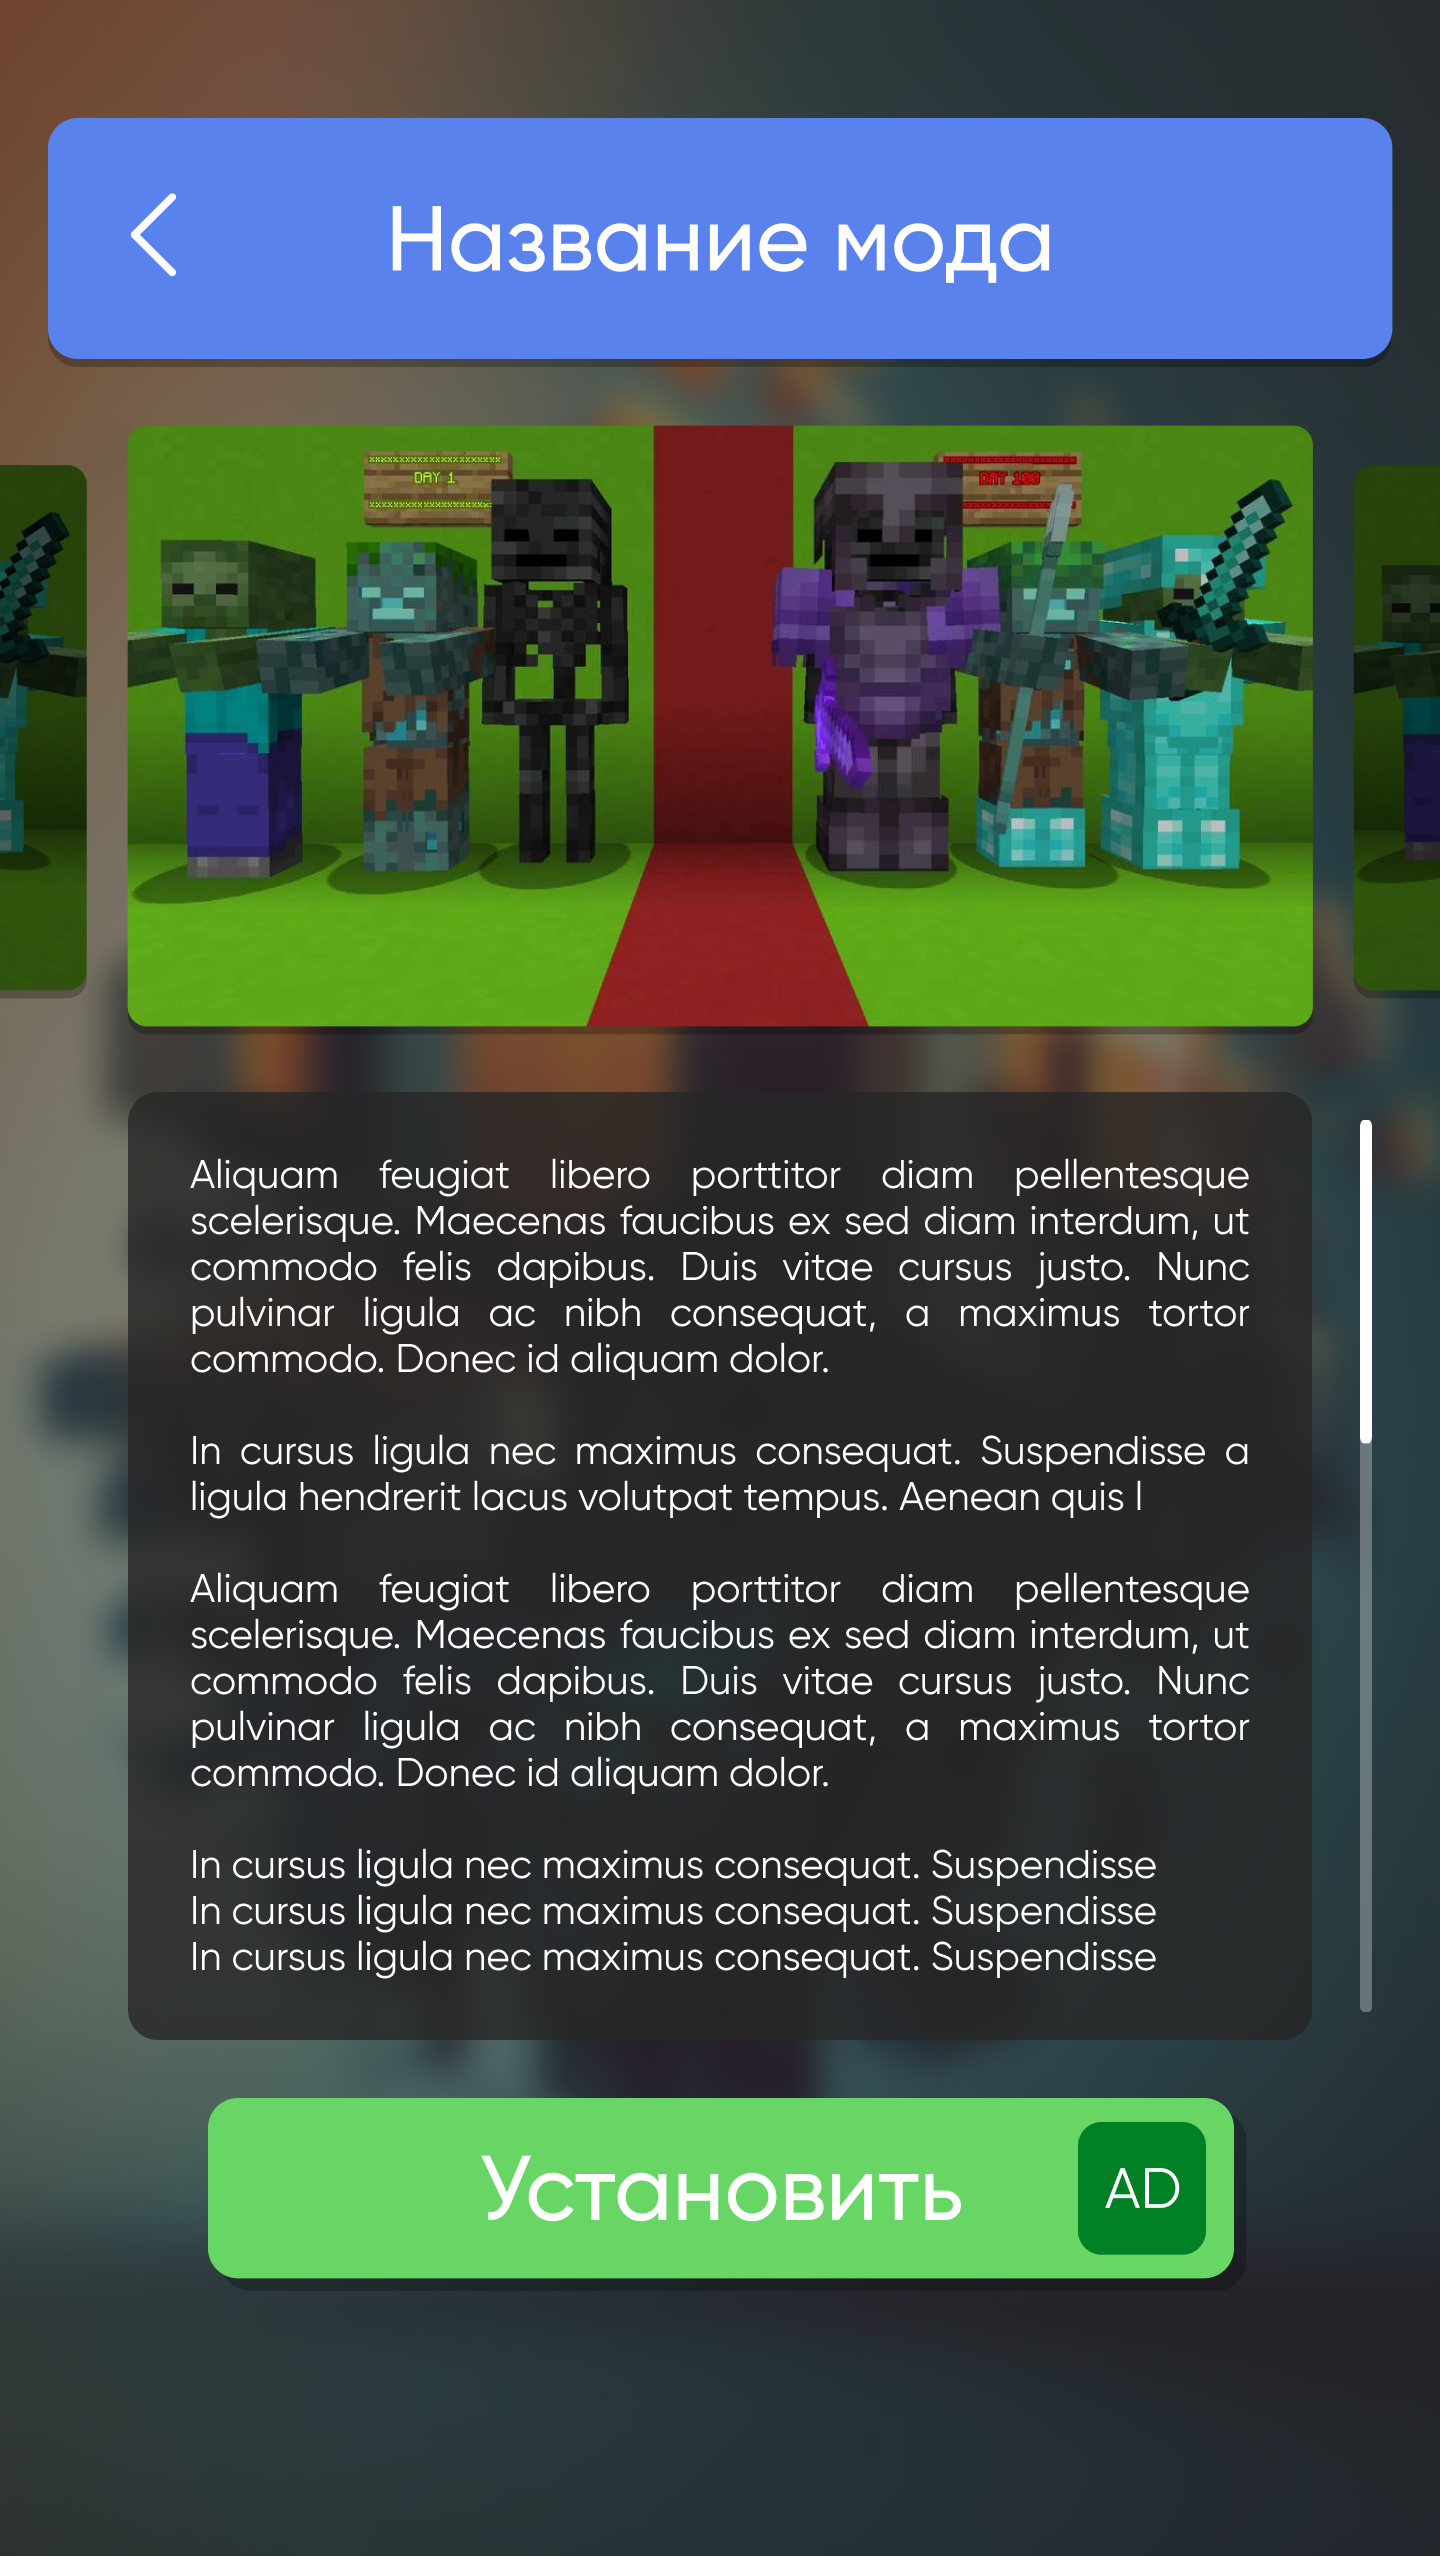 Название мода
DAY 1
DAY 100
Aliquam feugiat libero porttitor diam pellentesque
scelerisque. Maecenas faucibus ex sed diam interdum, ut
commodo felis dapibus. Duis vitae cursus justo. Nunc
pulvinar ligula ac nibh consequat, a maximus tortor
commodo. Donec id aliquam dolor.
In cursus ligula nec maximus consequat. Suspendisse a
ligula hendrerit lacus volutpat tempus. Aenean quis l
Aliquam feugiat libero porttitor diam pellentesque
scelerisque. Maecenas faucibus ex sed diam interdum, ut
commodo felis dapibus. Duis vitae cursus justo. Nunc
pulvinar ligula ac nibh consequat, a maximus tortor
commodo. Donec id aliquam dolor.
In cursus ligula nec maximus consequat. Suspendisse
In cursus ligula nec maximus consequat. Suspendisse
In cursus ligula nec maximus consequat. Suspendisse
Установить AD